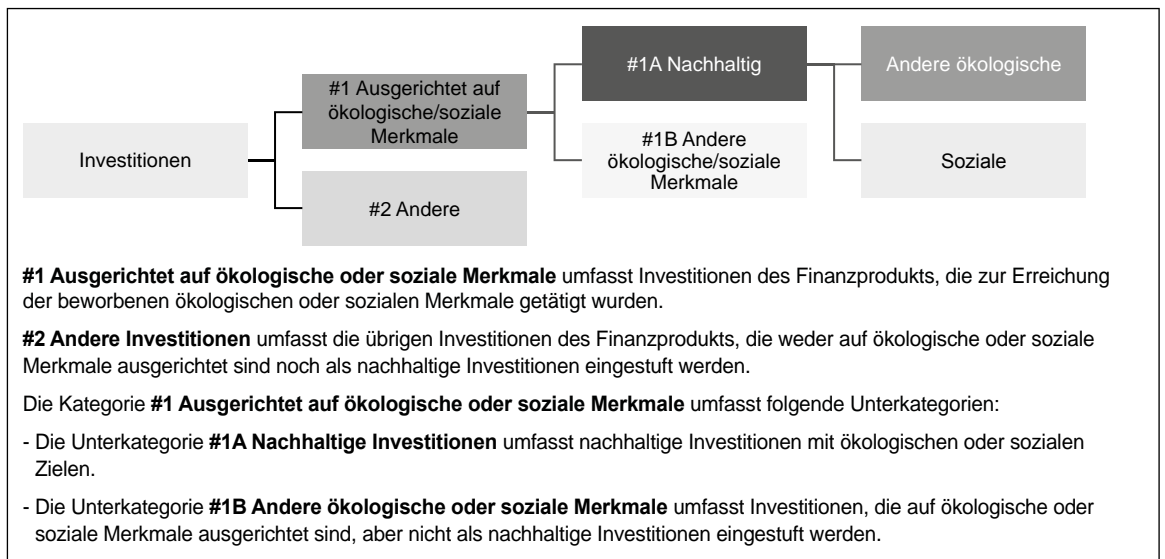 Investitionen
#1 Ausgerichtet auf
ökologische/soziale
Merkmale
#2 Andere
#1A Nachhaltig
#1B Andere
ökologische/soziale
Merkmale
Andere ökologische
Soziale
#1 Ausgerichtet auf ökologische oder soziale Merkmale umfasst Investitionen des Finanzprodukts, die zur Erreichung
der beworbenen ökologischen oder sozialen Merkmale getätigt wurden.
#2 Andere Investitionen umfasst die übrigen Investitionen des Finanzprodukts, die weder auf ökologische oder soziale
Merkmale ausgerichtet sind noch als nachhaltige Investitionen eingestuft werden.
Die Kategorie #1 Ausgerichtet auf ökologische oder soziale Merkmale umfasst folgende Unterkategorien:
- Die Unterkategorie #1A Nachhaltige Investitionen umfasst nachhaltige Investitionen mit ökologischen oder sozialen
Zielen.
- Die Unterkategorie #1B Andere ökologische oder soziale Merkmale umfasst Investitionen, die auf ökologische oder
soziale Merkmale ausgerichtet sind, aber nicht als nachhaltige Investitionen eingestuft werden.